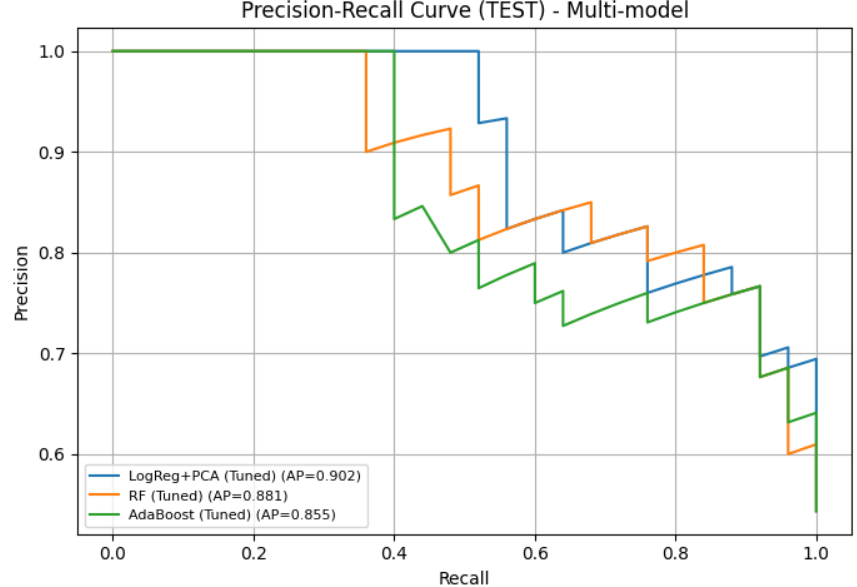 Precision-Recall Curve (TEST) - Multi-model
1.0
0.9
0.8
0.7
0.6
Precision
LogReg+PCA (Tuned) (AP=0.902)
RF (Tuned) (AP=0.881)
AdaBoost (Tuned) (AP=0.855)
0.0 0.2 0.4 0.6 0.8 1.0
Recall